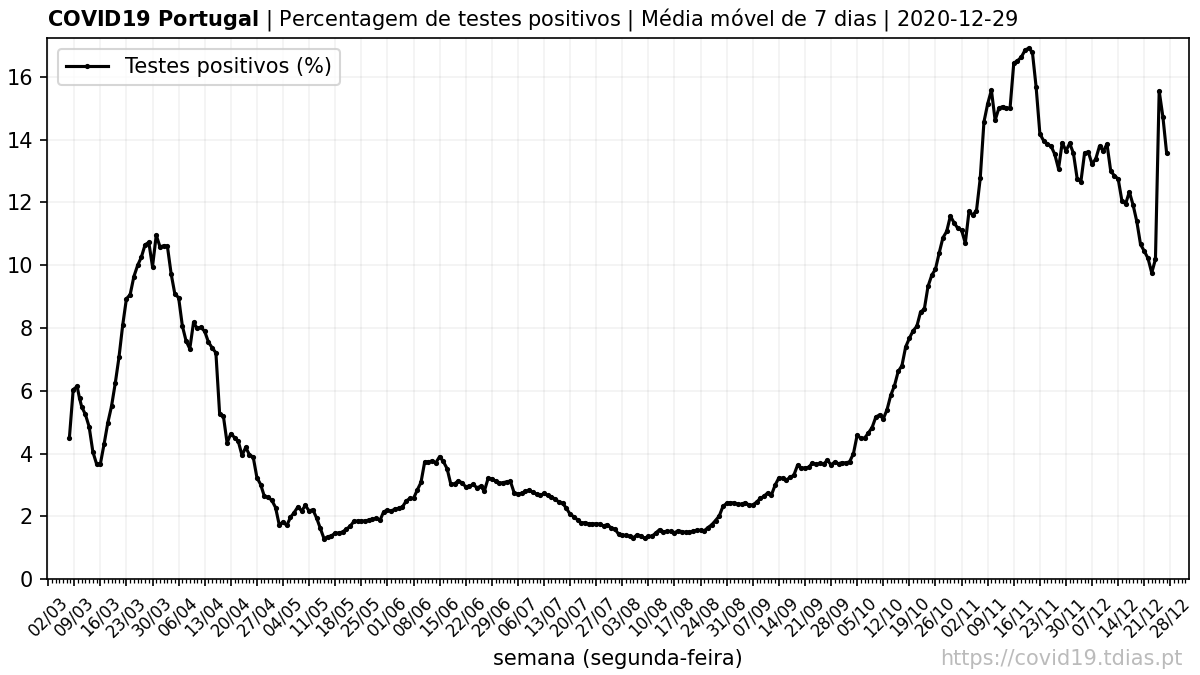 COVID19 Portugal | Percentagem de testes positivos | Média móvel de 7 dias | 2020-12-29
Testes positivos (%)
16
14
12
10
8
6
4
2
0
02/03 09/03 16/03 23/03 30/03 6/04 13/04 20/04 27/04 04/05 11/05 18/05 25/05 01/06 08/06 15/06 22/06 29/06 06/07 13/07 20/07 27/07 03/08 10/08 17/08 24/08 31/08 07/09 14/09 21/09 28/09 05/10 12/10 19/10 26/10 02/11 09/11 16/11 23/11 30/11 07/12 14/12 21/12 28/12
semana (segunda-feira)
https://covid19.tdias.pt